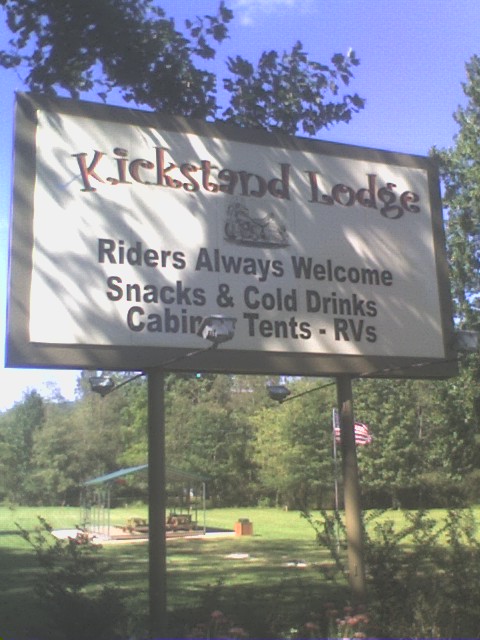 Kickstand Lodge
Riders Always Welcome
Snacks & Cold Drinks
Tents - RVs